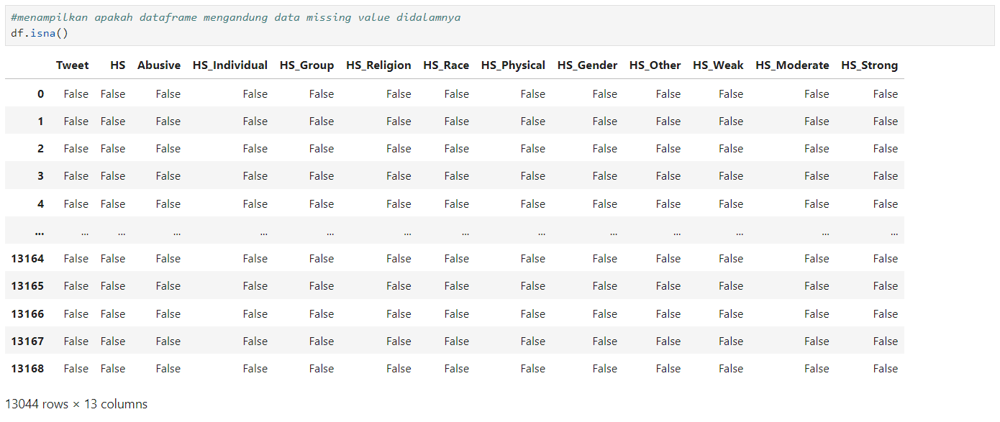 #menampilkan apakah dataframe mengandung data missing value didalamnya
df.isna()
Tweet HS Abusive HS_Individual HS_Group HS_Religion HS_Race HS_Physical HS_Gender HS_Other HS_Weak HS_Moderate HS_Strong
0 False False False False False False False False False False False False False
1 False False False False False False False False False False False False False
2 False False False False False False False False False False False False False
3 False False False False False False False False False False False False False
4 False False False False False False False False False False False False False
... ... ... ... ... ... ... ... ... ... ... ... ... ...
13164 False False False False False False False False False False False False False
13165 False False False False False False False False False False False False False
13166 False False False False False False False False False False False False False
13167 False False False False False False False False False False False False False
13168 False False False False False False False False False False False False False
13044 rows × 13 columns